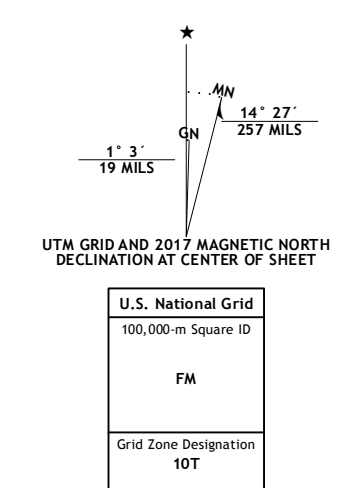 ★
MN
GN
14° 27´
257 MILS
1° 3´
19 MILS
UTM GRID AND 2017 MAGNETIC NORTH
DECLINATION AT CENTER OF SHEET
U.S. National Grid
100,000-m Square ID
FM
Grid Zone Designation
10T